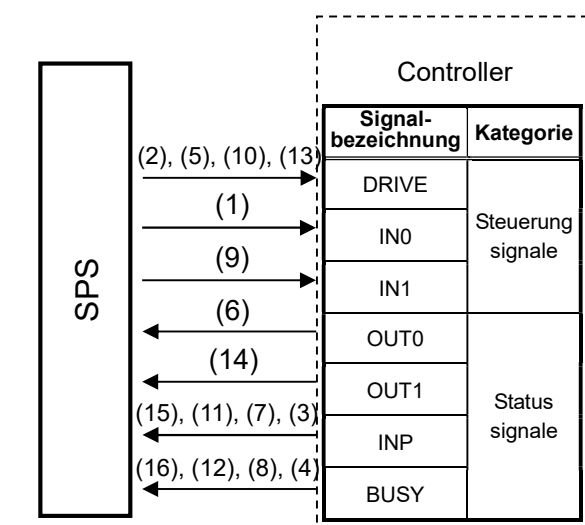 Controller
Signal-
bezeichnung
Kategorie
SPS
(2), (5), (10), (13)
DRIVE
(1)
IN0
(9)
IN1
Steuerung
signale
(6)
OUT0
(14)
OUT1
(15), (11), (7), (3)
INP
(16), (12), (8), (4)
BUSY
Status
signale